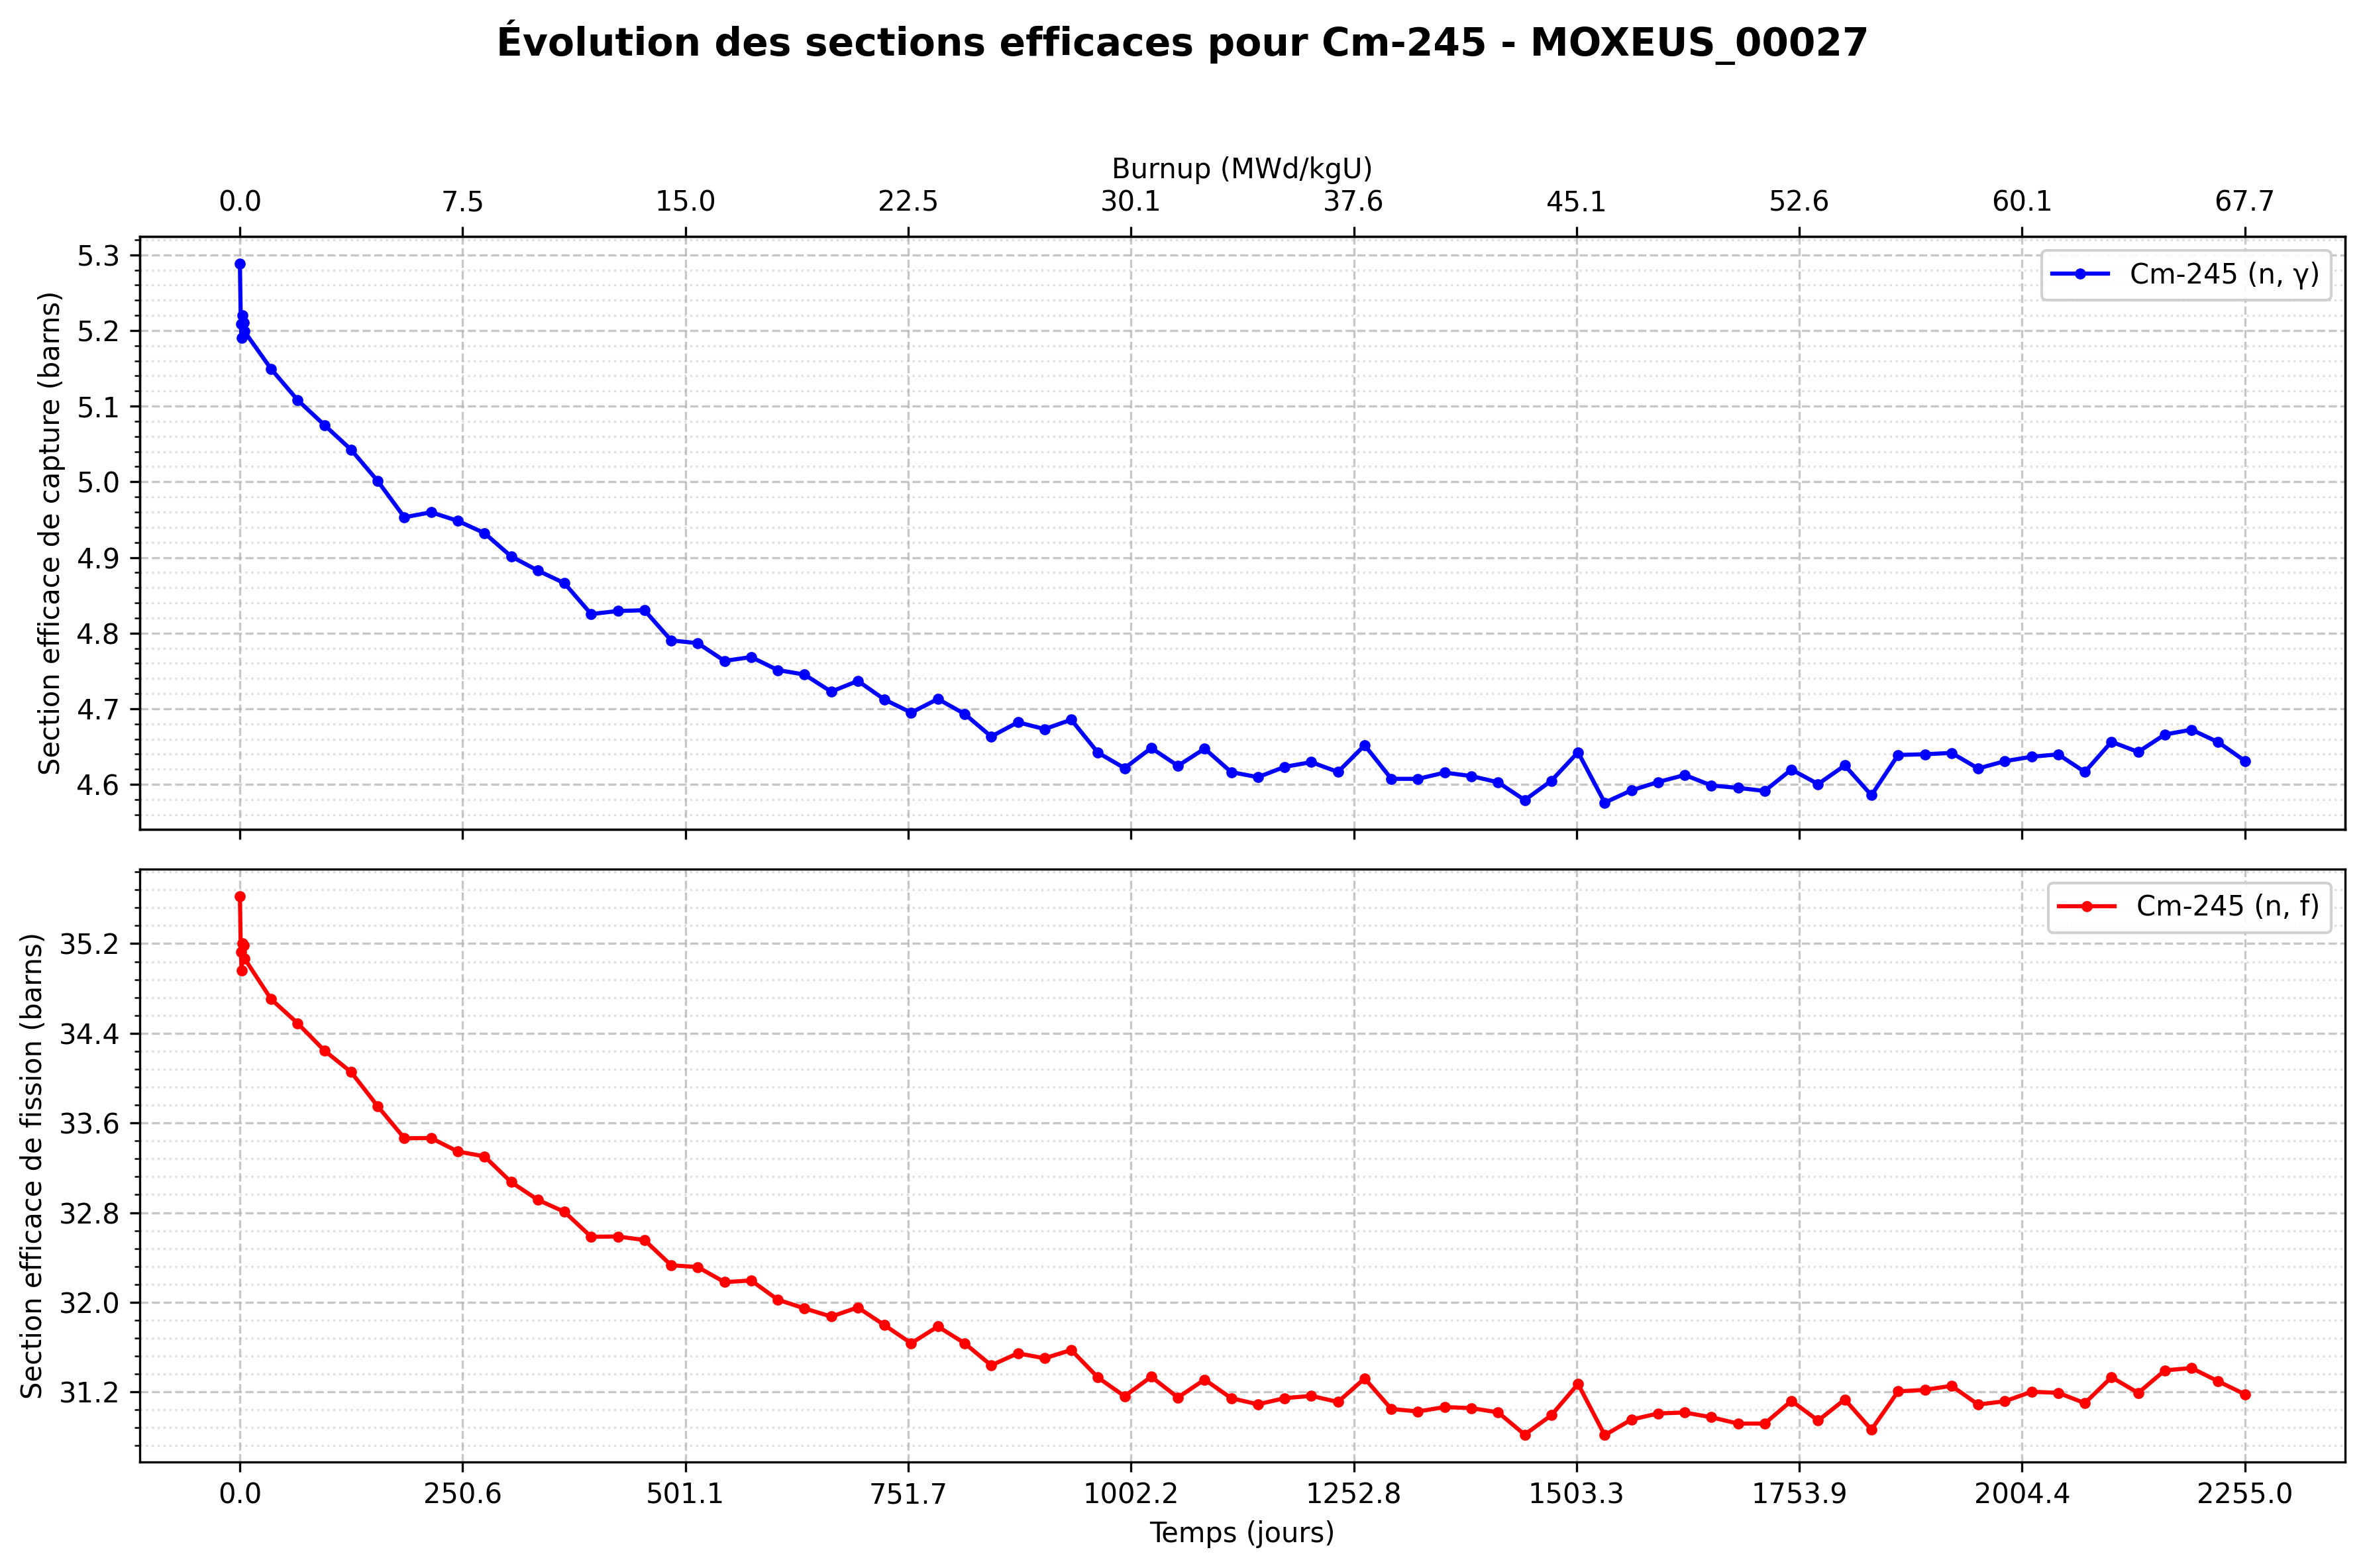 Évolution des sections efficaces pour Cm-245 - MOXEUS_00027
Burnup (MWd/kgU)
0.0 7.5 15.0 22.5 30.1 37.6 45.1 52.6 60.1 67.7
Section efficace de capture (barns)
5.3
5.2
5.1
5.0
4.9
4.8
4.7
4.6
Cm-245 (n, γ)
Section efficace de fission (barns)
35.2
34.4
33.6
32.8
32.0
31.2
Cm-245 (n, f)
0.0 250.6 501.1 751.7 1002.2 1252.8 1503.3 1753.9 2004.4 2255.0
Temps (jours)